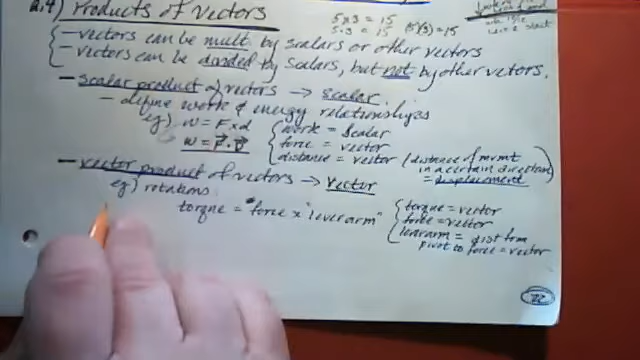 2.4) Products of Vectors
5 x 3 = 15
5·3 = 15 (5)(3) = 15
- vectors can be mult. by scalars or other vectors
- vectors can be divided by scalars, but not by other vectors.
- scalar product of vectors → scalar.
- define work & energy relationships
eg) W = F x d
W = F · D
work = scalar
force = vector
distance = vector (distance of mvmt
in a certain direction)
= displacement
- vector product of vectors → vector
eg) rotations.
torque = force x "lever arm"
torque = vector
force = vector
= dist from
pivot to force = vector